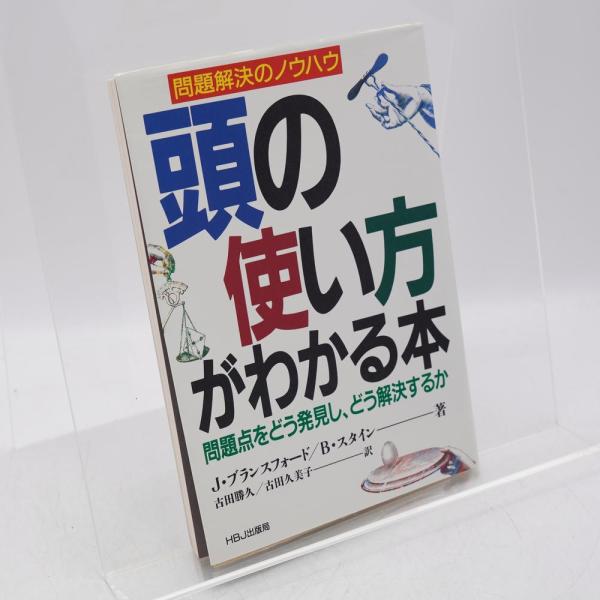 問題解決のノウハウ
頭の
使い方
がわかる本
問題点をどう発見し、どう解決するか
J・ブランスフォード/B・スタイン——著
古田勝久/古田久美子——訳
HBJ出版局